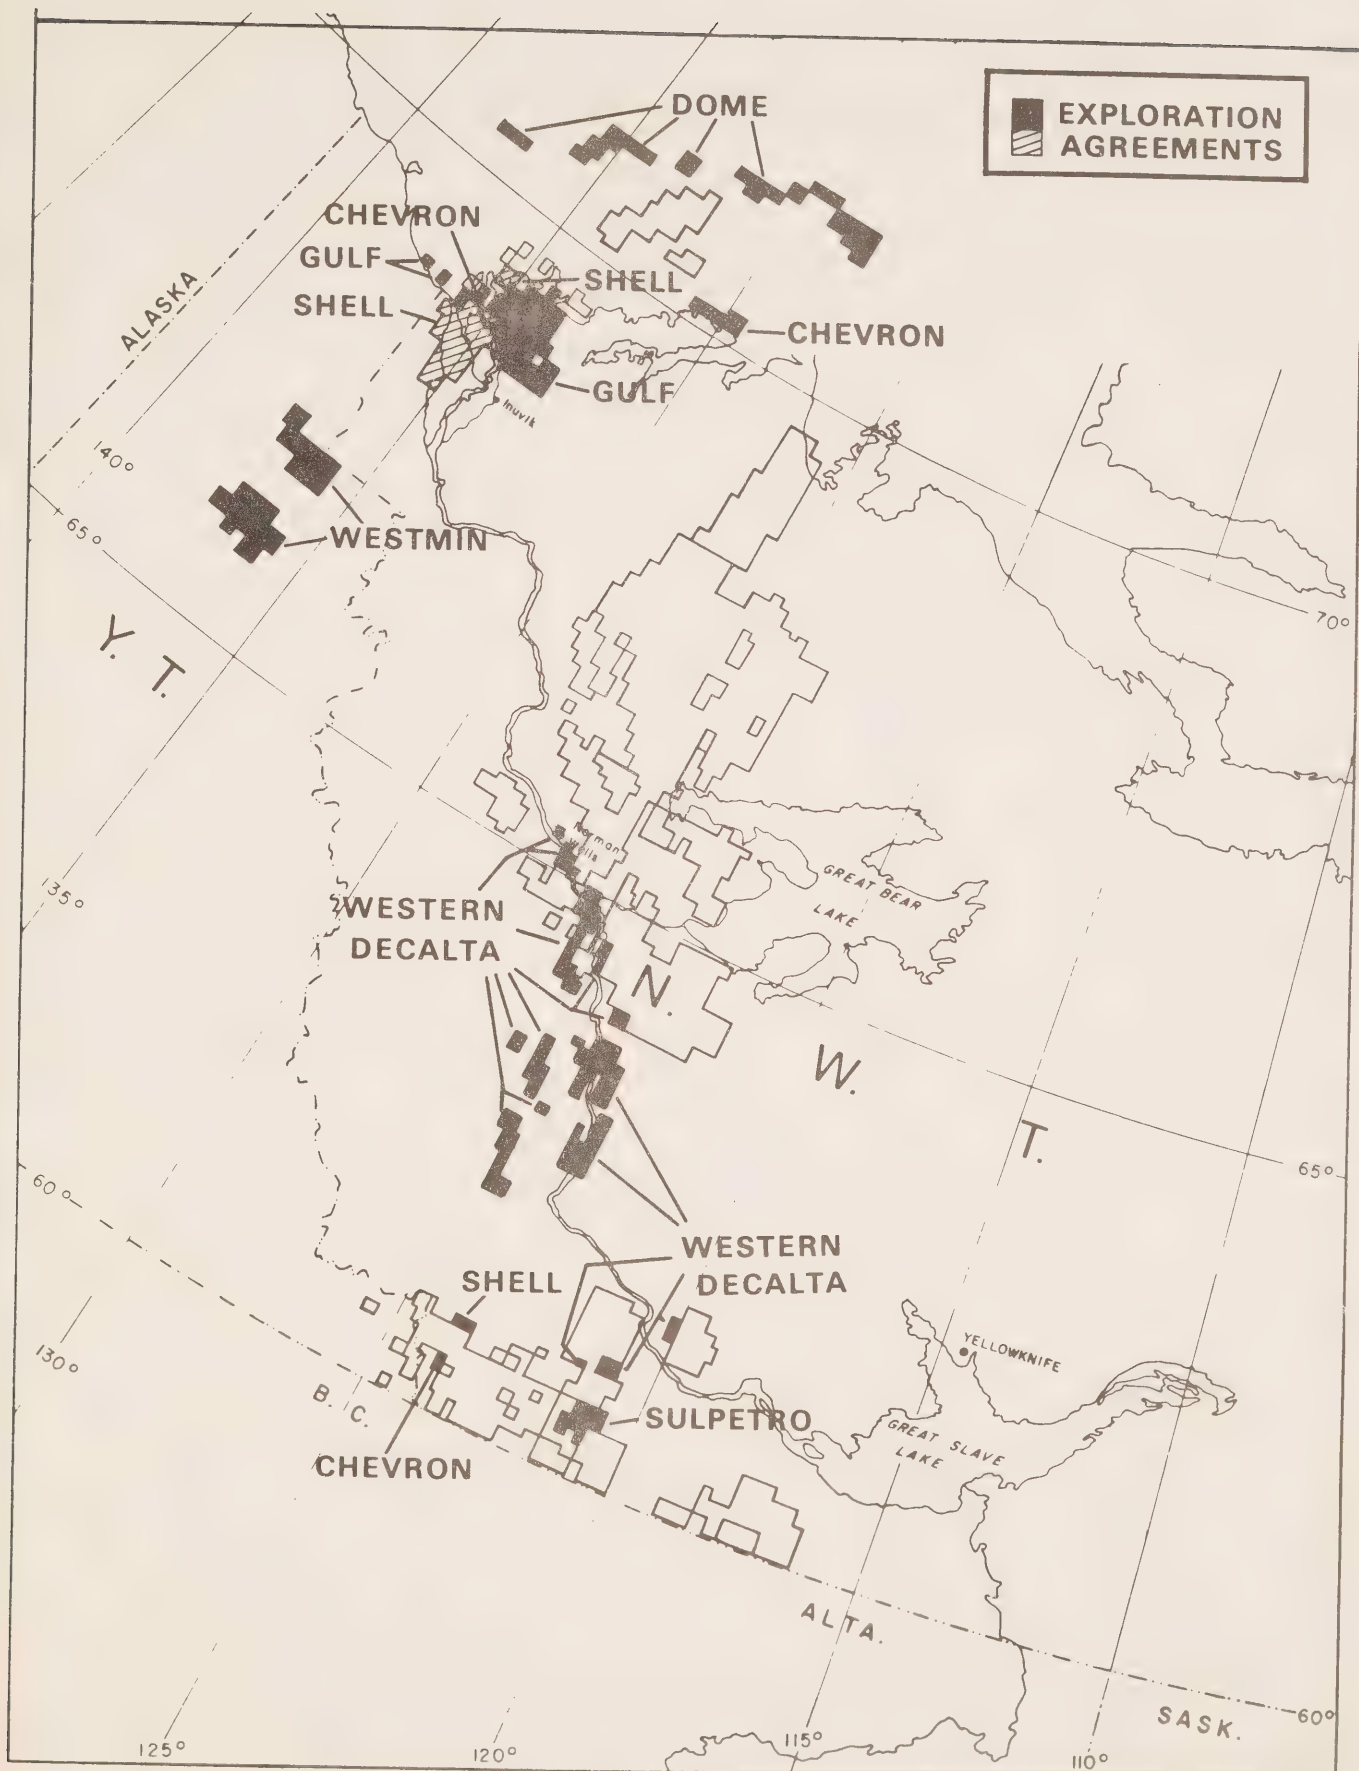 DOME
EXPLORATION
AGREEMENTS
CHEVRON
GULF
SHELL
SHELL
CHEVRON
GULF
ALASKA
Inuvik
140°
65°
WESTMIN
70°
Y. T.
Norman
Wells
GREAT BEAR
LAKE
135°
WESTERN
DECALTA
N.
W.
T.
65°
60°
WESTERN
DECALTA
SHELL
YELLOWKNIFE
130°
B. C.
SULPETRO
GREAT SLAVE
LAKE
CHEVRON
ALTA.
SASK.
60°
125°
120°
115°
110°